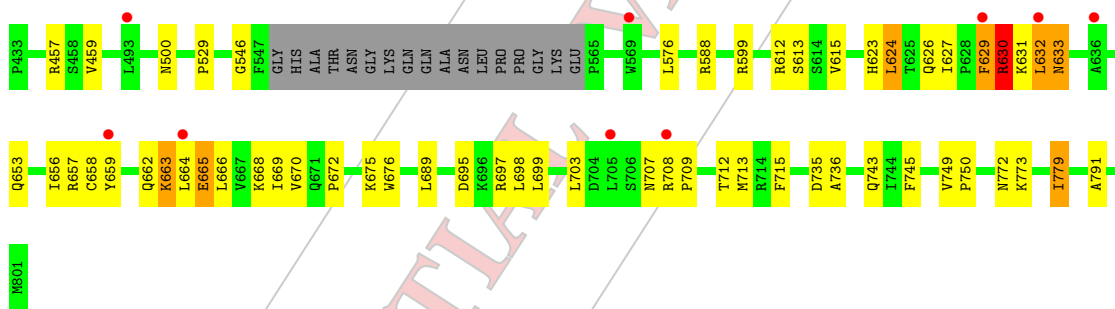 P433 R457 S458 V459 L493 N500 P529 G546 F547 GLY HIS ALA THR ASN GLY LYS GLN GLN ALA ASN LEU PRO PRO GLY LYS GLU P565 W569 L576 R588 R599 R612 S613 S614 V615 H623 L624 T625 Q626 I627 P628 F629 R630 K631 L632 N633 A636
Q653 I656 R657 C658 Y659 Q662 K663 L664 E665 L666 V667 K668 I669 V670 Q671 P672 K675 W676 L689 D695 K696 R697 L698 L699 L703 D704 L705 S706 N707 R708 P709 T712 M713 R714 F715 D735 A736 Q743 I744 F745 V749 P750 N772 K773 I779 A791
M801